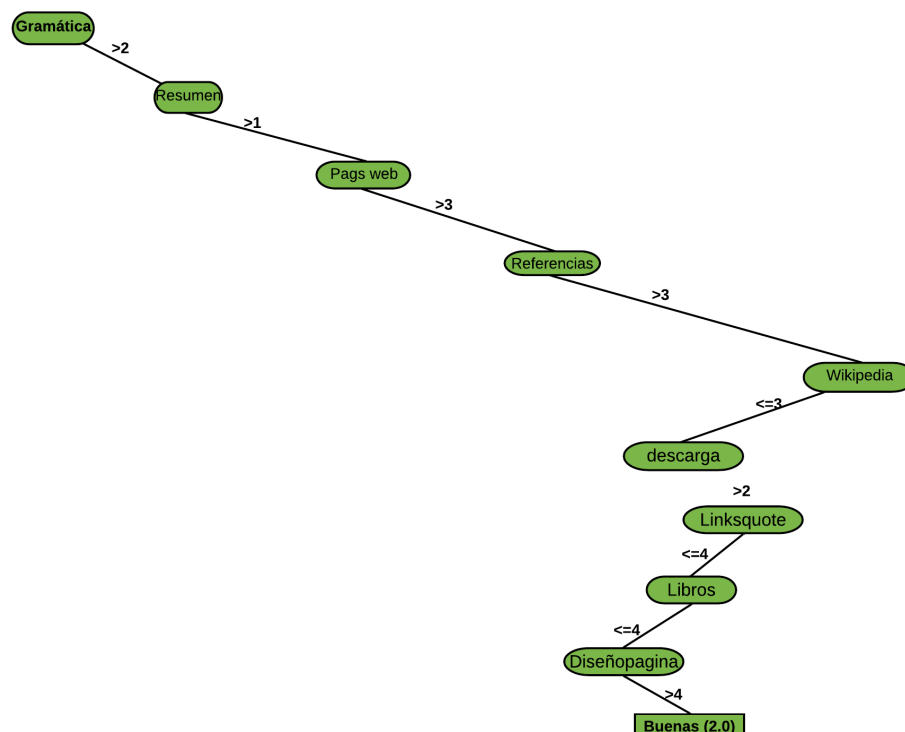 Gramática
>2
Resumen
>1
Pags web
>3
Referencias
>3
Wikipedia
<=3
descarga
>2
Linksquote
<=4
Libros
<=4
Diseñopagina
>4
Buenas (2.0)